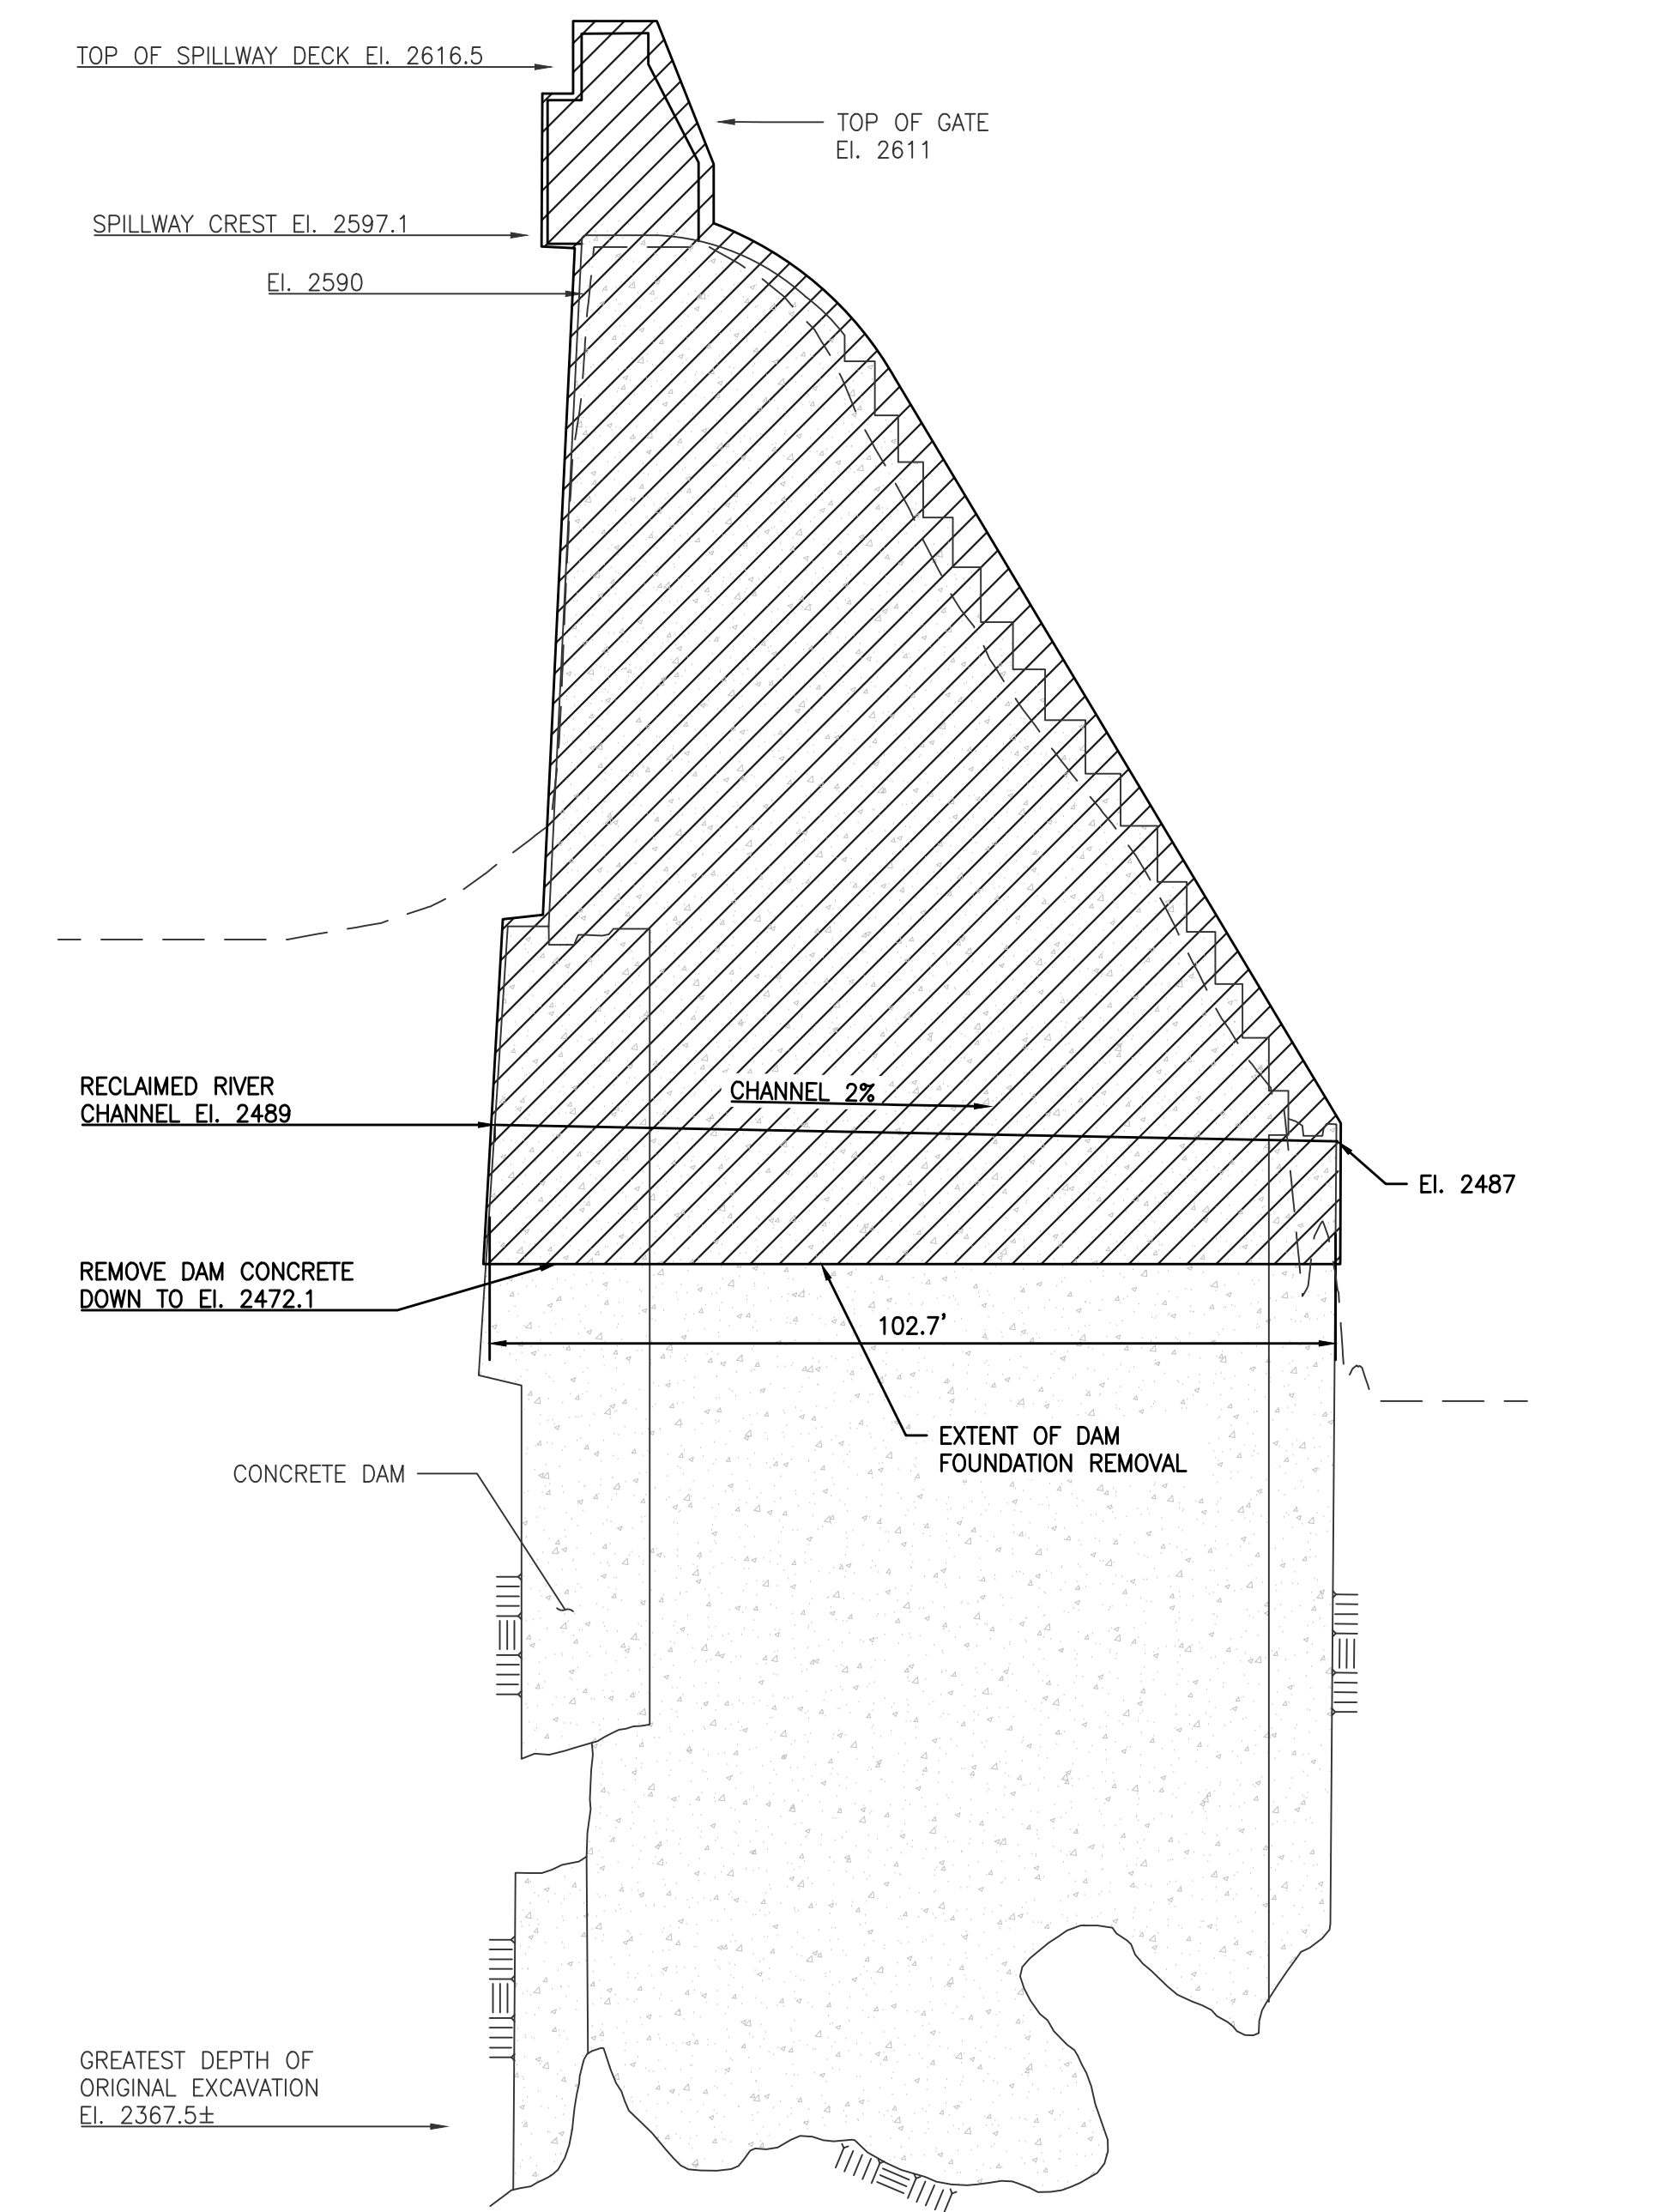 TOP OF SPILLWAY DECK El. 2616.5
TOP OF GATE
El. 2611
SPILLWAY CREST El. 2597.1
El. 2590
RECLAIMED RIVER
CHANNEL El. 2489
CHANNEL 2%
El. 2487
REMOVE DAM CONCRETE
DOWN TO El. 2472.1
102.7'
EXTENT OF DAM
FOUNDATION REMOVAL
CONCRETE DAM
GREATEST DEPTH OF
ORIGINAL EXCAVATION
El. 2367.5±